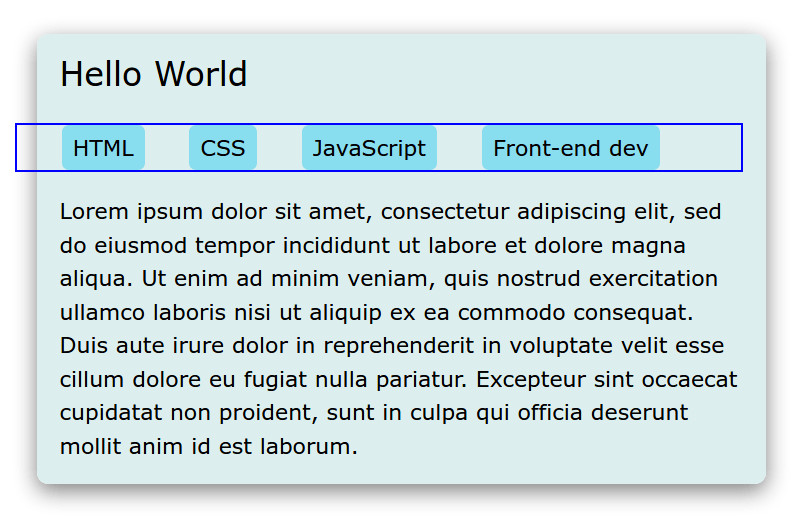 Hello World
HTML CSS JavaScript Front-end dev
Lorem ipsum dolor sit amet, consectetur adipiscing elit, sed
do eiusmod tempor incididunt ut labore et dolore magna
aliqua. Ut enim ad minim veniam, quis nostrud exercitation
ullamco laboris nisi ut aliquip ex ea commodo consequat.
Duis aute irure dolor in reprehenderit in voluptate velit esse
cillum dolore eu fugiat nulla pariatur. Excepteur sint occaecat
cupidatat non proident, sunt in culpa qui officia deserunt
mollit anim id est laborum.